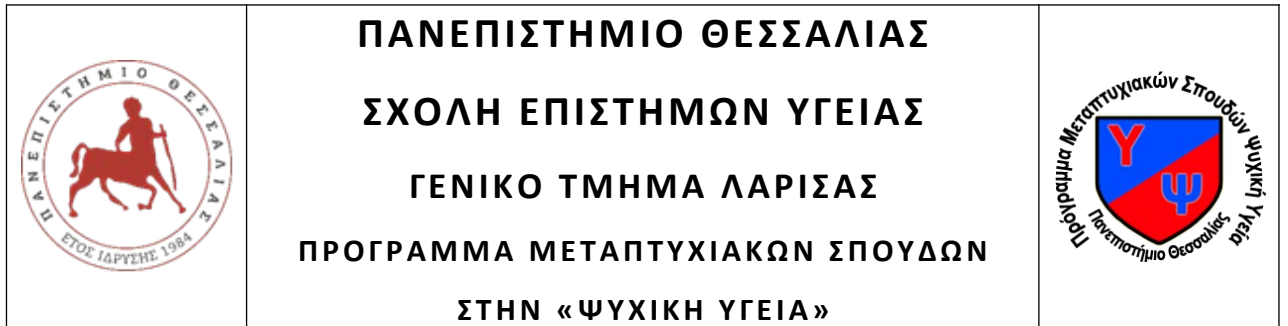 ΠΑΝΕΠΙΣΤΗΜΙΟ ΘΕΣΣΑΛΙΑΣ
ΕΤΟΣ ΙΔΡΥΣΗΣ 1984
ΠΑΝΕΠΙΣΤΗΜΙΟ ΘΕΣΣΑΛΙΑΣ
ΣΧΟΛΗ ΕΠΙΣΤΗΜΩΝ ΥΓΕΙΑΣ
ΓΕΝΙΚΟ ΤΜΗΜΑ ΛΑΡΙΣΑΣ
ΠΡΟΓΡΑΜΜΑ ΜΕΤΑΠΤΥΧΙΑΚΩΝ ΣΠΟΥΔΩΝ
ΣΤΗΝ «ΨΥΧΙΚΗ ΥΓΕΙΑ»
Πρόγραμμα Μεταπτυχιακών Σπουδών Ψυχική Υγεία
Υ
Ψ
Πανεπιστήμιο Θεσσαλίας